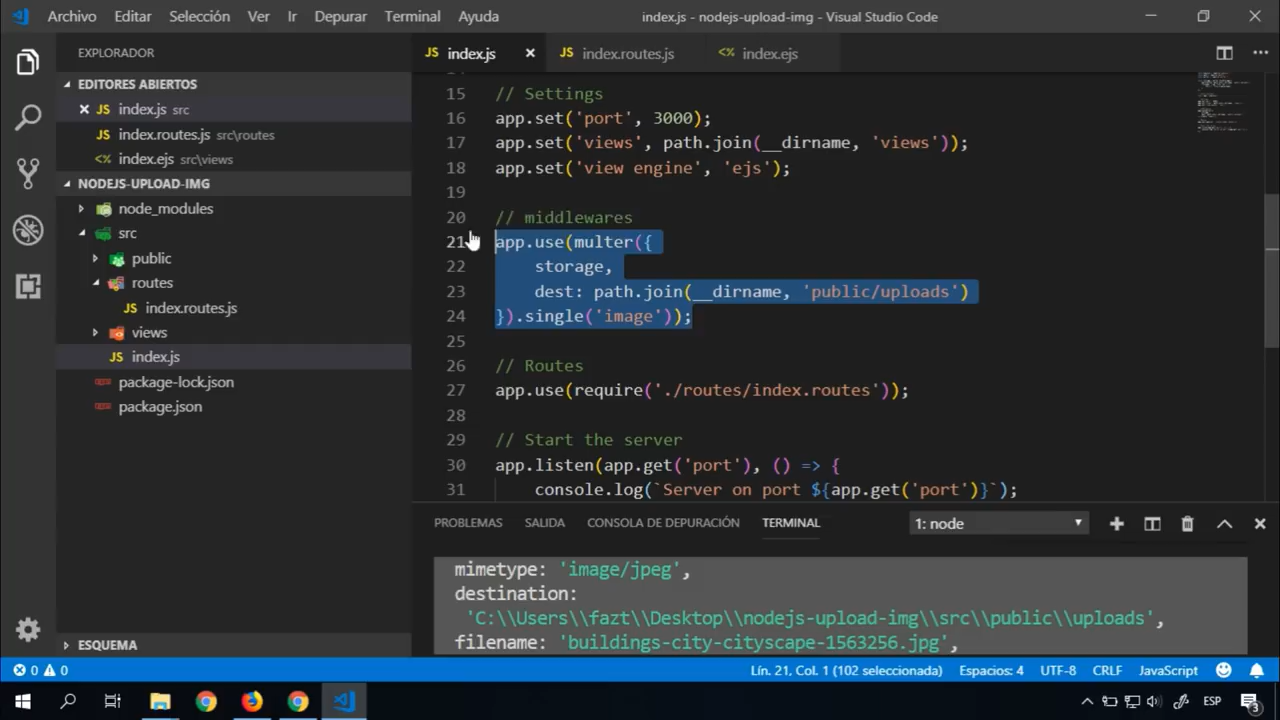 Archivo Editar Selección Ver Ir Depurar Terminal Ayuda index.js - nodejs-upload-img - Visual Studio Code
EXPLORADOR
EDITORES ABIERTOS
JS index.js src
JS index.routes.js src\routes
<%> index.ejs src\views
NODEJS-UPLOAD-IMG
node_modules
src
public
routes
JS index.routes.js
views
JS index.js
package-lock.json
package.json
ESQUEMA
JS index.js JS index.routes.js <%> index.ejs
15 // Settings
16 app.set('port', 3000);
17 app.set('views', path.join(__dirname, 'views'));
18 app.set('view engine', 'ejs');
19
20 // middlewares
21 app.use(multer({
22 storage,
23 dest: path.join(__dirname, 'public/uploads')
24 }).single('image'));
25
26 // Routes
27 app.use(require('./routes/index.routes'));
28
29 // Start the server
30 app.listen(app.get('port'), () => {
31 console.log(`Server on port ${app.get('port')}`);
PROBLEMAS SALIDA CONSOLA DE DEPURACIÓN TERMINAL 1: node
mimetype: 'image/jpeg',
destination:
'C:\\Users\\fazt\\Desktop\\nodejs-upload-img\\src\\public\\uploads',
filename: 'buildings-city-cityscape-1563256.jpg',
0 0 Lín. 21, Col. 1 (102 seleccionada) Espacios: 4 UTF-8 CRLF JavaScript
ESP 3